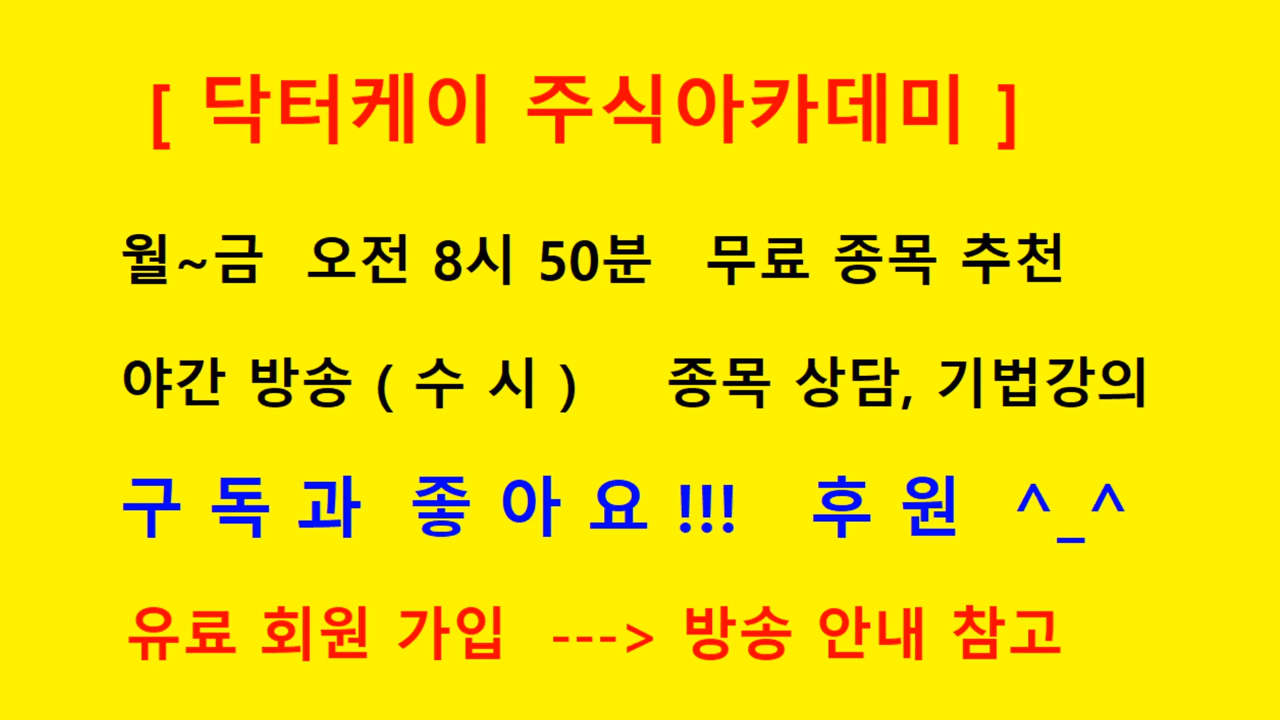 [ 닥터케이 주식아카데미 ]
월~금 오전 8시 50분 무료 종목 추천
야간 방송 ( 수 시 ) 종목 상담, 기법강의
구 독 과 좋 아 요 !!! 후 원 ^_^
유료 회원 가입 ---> 방송 안내 참고